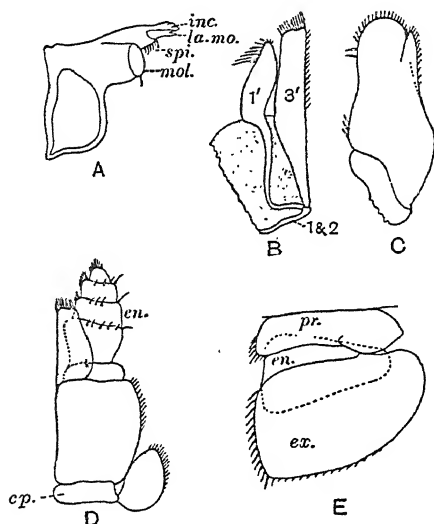 inc.
la.mo.
spi.
mol.
A
1'
3'
1&2
B
C
en.
cp.
D
pr.
en.
ex.
E